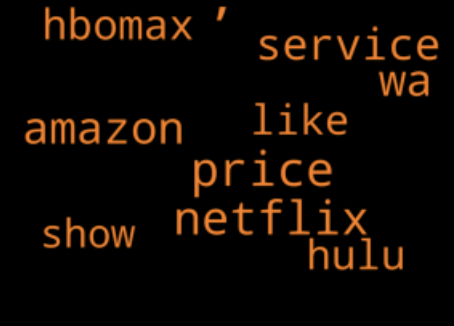 hbomax ’
service
wa
like
amazon
price
netflix
show
hulu